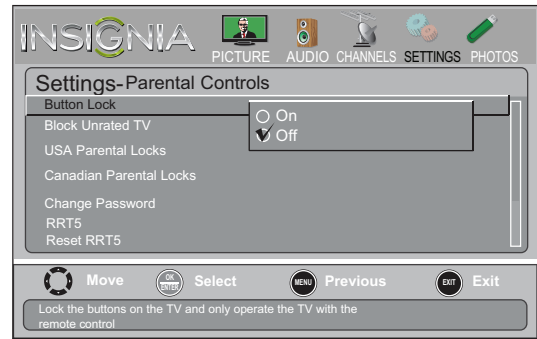 INSIGNIA
PICTURE AUDIO CHANNELS SETTINGS PHOTOS
Settings-Parental Controls
Button Lock
On
Off
Block Unrated TV
USA Parental Locks
Canadian Parental Locks
Change Password
RRT5
Reset RRT5
Move OK ENTER Select MENU Previous EXIT Exit
Lock the buttons on the TV and only operate the TV with the
remote control